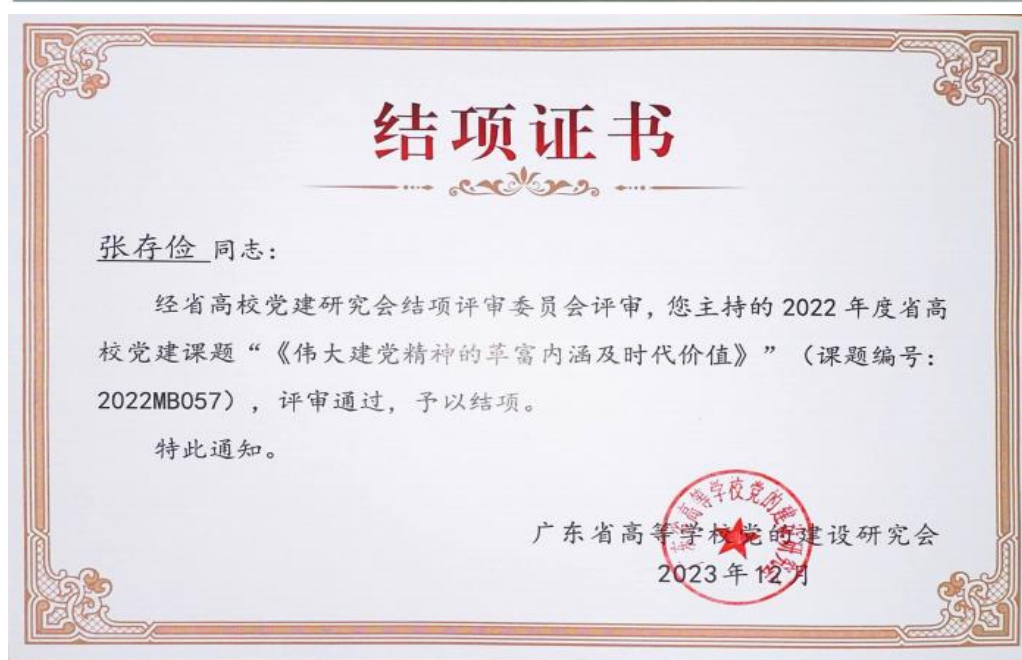 结项证书
张存俭 同志：
经省高校党建研究会结项评审委员会评审，您主持的 2022 年度省高
校党建课题“《伟大建党精神的革富内涵及时代价值》”（课题编号：
2022MB057），评审通过，予以结项。
特此通知。
广东省高等学校党的建设研究会
2023 年 12 月